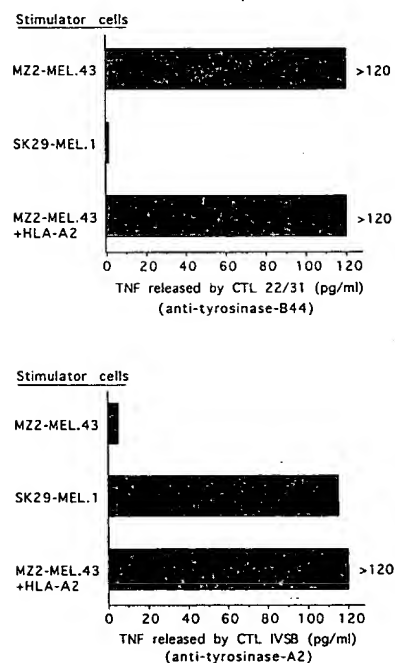 Stimulator cells
MZ2-MEL.43
>120
SK29-MEL.1
MZ2-MEL.43
+HLA-A2
>120
0 20 40 60 80 100 120
TNF released by CTL 22/31 (pg/ml)
(anti-tyrosinase-B44)
Stimulator cells
MZ2-MEL.43
SK29-MEL.1
MZ2-MEL.43
+HLA-A2
>120
0 20 40 60 80 100 120
TNF released by CTL IVSB (pg/ml)
(anti-tyrosinase-A2)